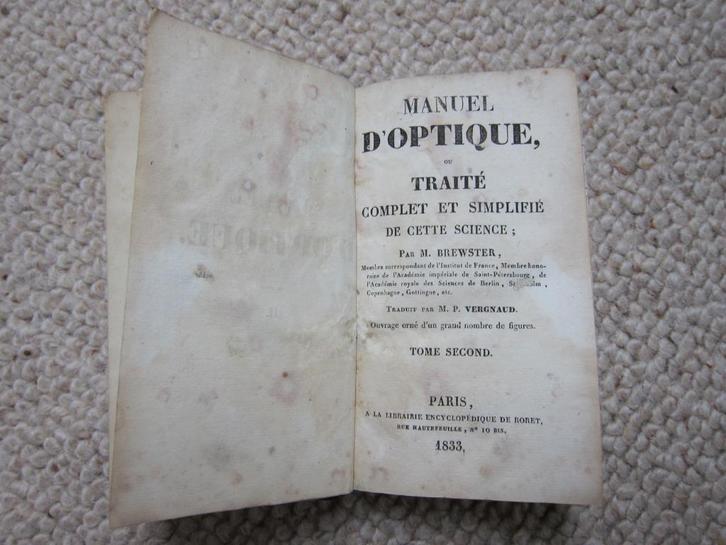 MANUEL
D'OPTIQUE,
OU
TRAITÉ
COMPLET ET SIMPLIFIÉ
DE CETTE SCIENCE ;
PAR M. BREWSTER,
Membre correspondant de l'Institut de France, Membre hono-
raire de l'Académie impériale de Saint-Pétersbourg, de
l'Académie royale des Sciences de Berlin,
Copenhague, Gottingue, etc.
TRADUIT PAR M. P. VERGNAUD.
Ouvrage orné d'un grand nombre de figures.
TOME SECOND.
PARIS,
A LA LIBRAIRIE ENCYCLOPÉDIQUE DE RORET,
RUE HAUTEFEUILLE, N° 10 BIS.
1833.